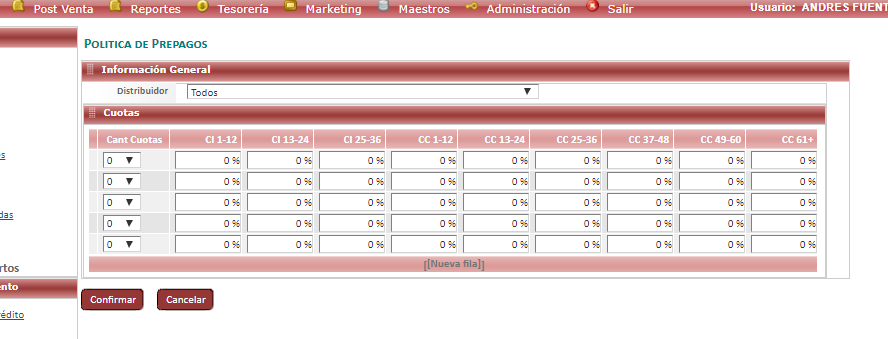 Post Venta Reportes Tesorería Marketing Maestros Administración Salir Usuario: ANDRES FUENT
POLITICA DE PREPAGOS
Información General
Distribuidor Todos
Cuotas
Cant Cuotas CI 1-12 CI 13-24 CI 25-36 CC 1-12 CC 13-24 CC 25-36 CC 37-48 CC 49-60 CC 61+
0 0 % 0 % 0 % 0 % 0 % 0 % 0 % 0 % 0 %
0 0 % 0 % 0 % 0 % 0 % 0 % 0 % 0 % 0 %
0 0 % 0 % 0 % 0 % 0 % 0 % 0 % 0 % 0 %
0 0 % 0 % 0 % 0 % 0 % 0 % 0 % 0 % 0 %
0 0 % 0 % 0 % 0 % 0 % 0 % 0 % 0 % 0 %
[[Nueva fila]]
Confirmar Cancelar
os
das
rtos
ento
rédito